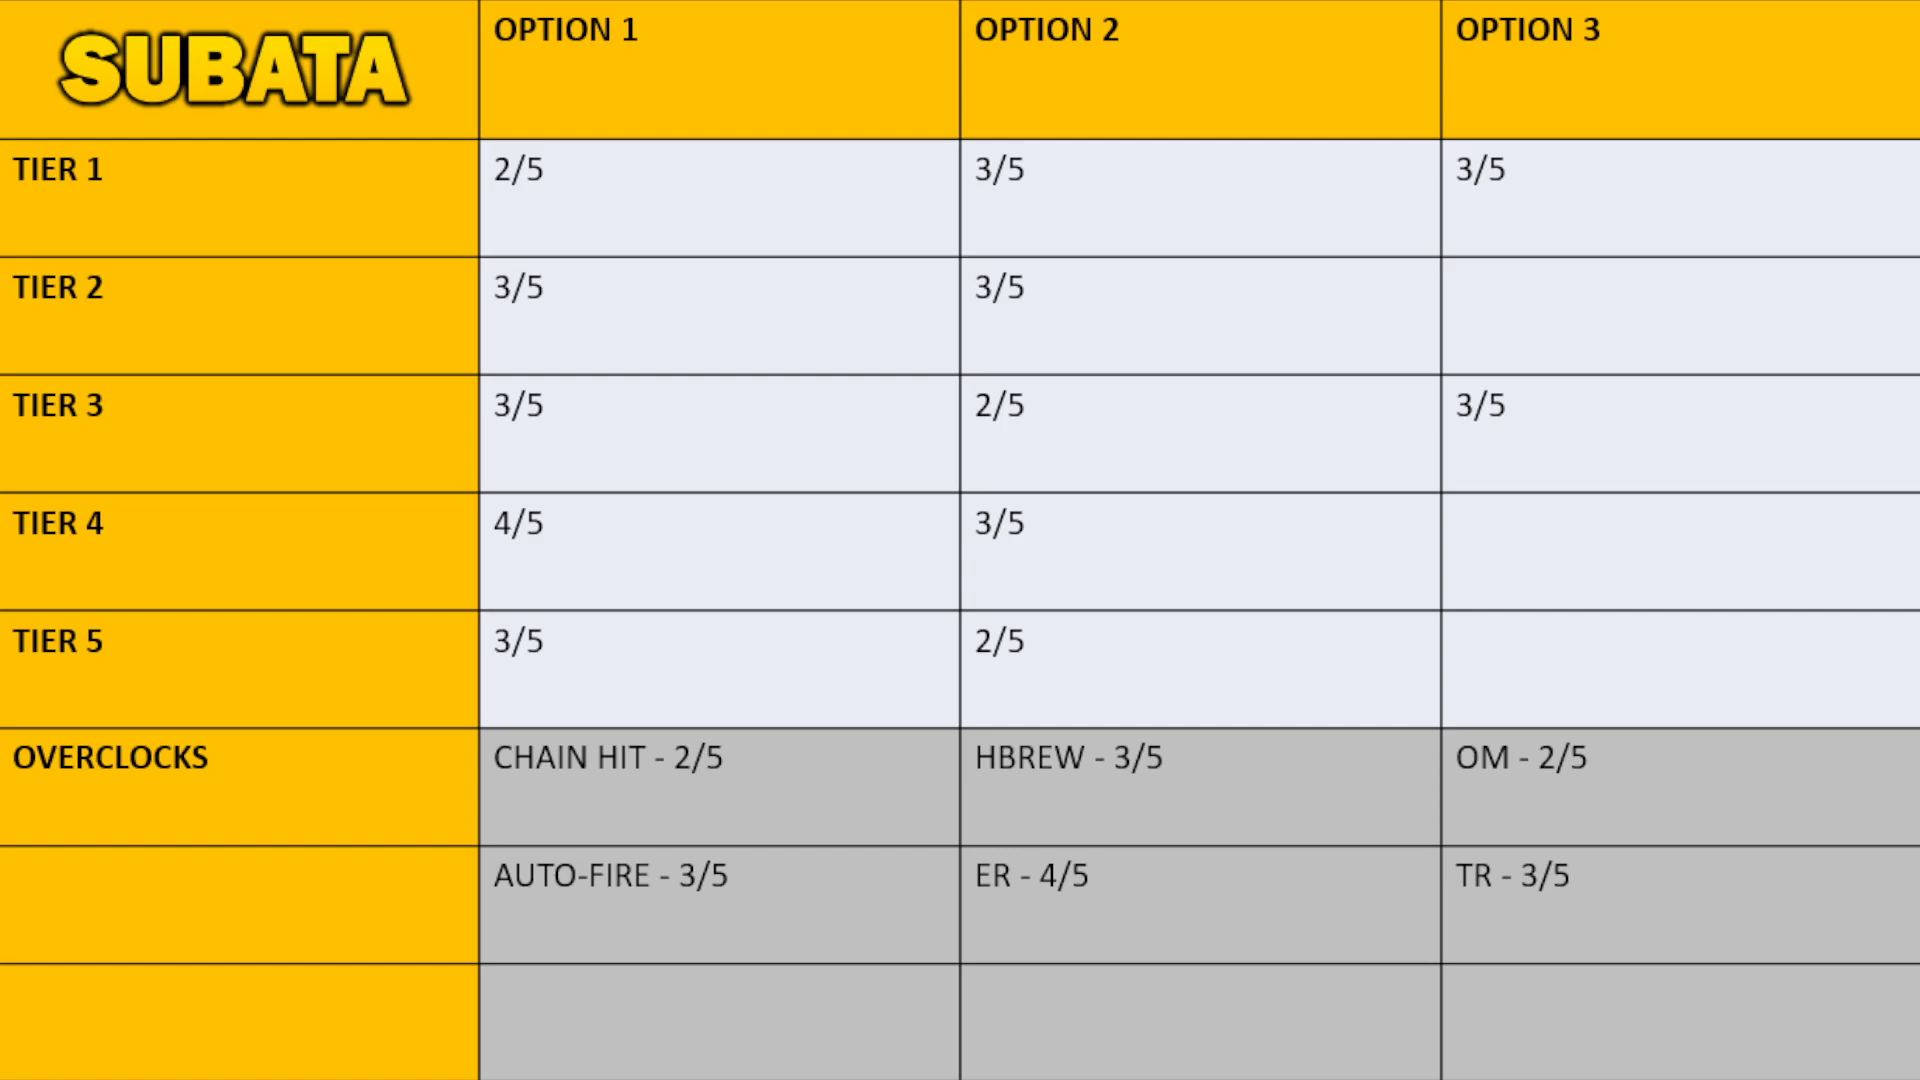 SUBATA
OPTION 1
OPTION 2
OPTION 3
TIER 1
2/5
3/5
3/5
TIER 2
3/5
3/5
TIER 3
3/5
2/5
3/5
TIER 4
4/5
3/5
TIER 5
3/5
2/5
OVERCLOCKS
CHAIN HIT - 2/5
HBREW - 3/5
OM - 2/5
AUTO-FIRE - 3/5
ER - 4/5
TR - 3/5